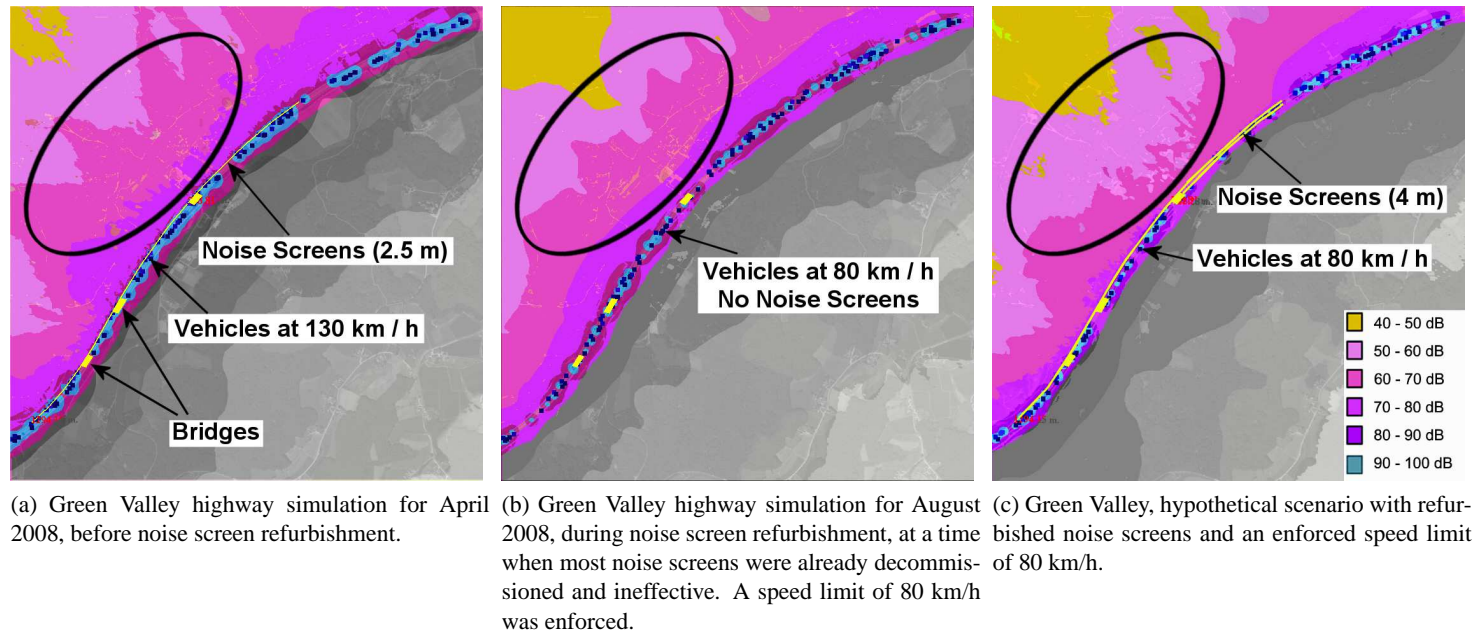 Noise Screens (2.5 m)
Vehicles at 130 km / h
Bridges
Vehicles at 80 km / h
No Noise Screens
Noise Screens (4 m)
Vehicles at 80 km / h
40 - 50 dB
50 - 60 dB
60 - 70 dB
70 - 80 dB
80 - 90 dB
90 - 100 dB
(a) Green Valley highway simulation for April
2008, before noise screen refurbishment.
(b) Green Valley highway simulation for August
2008, during noise screen refurbishment, at a time
when most noise screens were already decommis-
sioned and ineffective. A speed limit of 80 km/h
was enforced.
(c) Green Valley, hypothetical scenario with refur-
bished noise screens and an enforced speed limit
of 80 km/h.